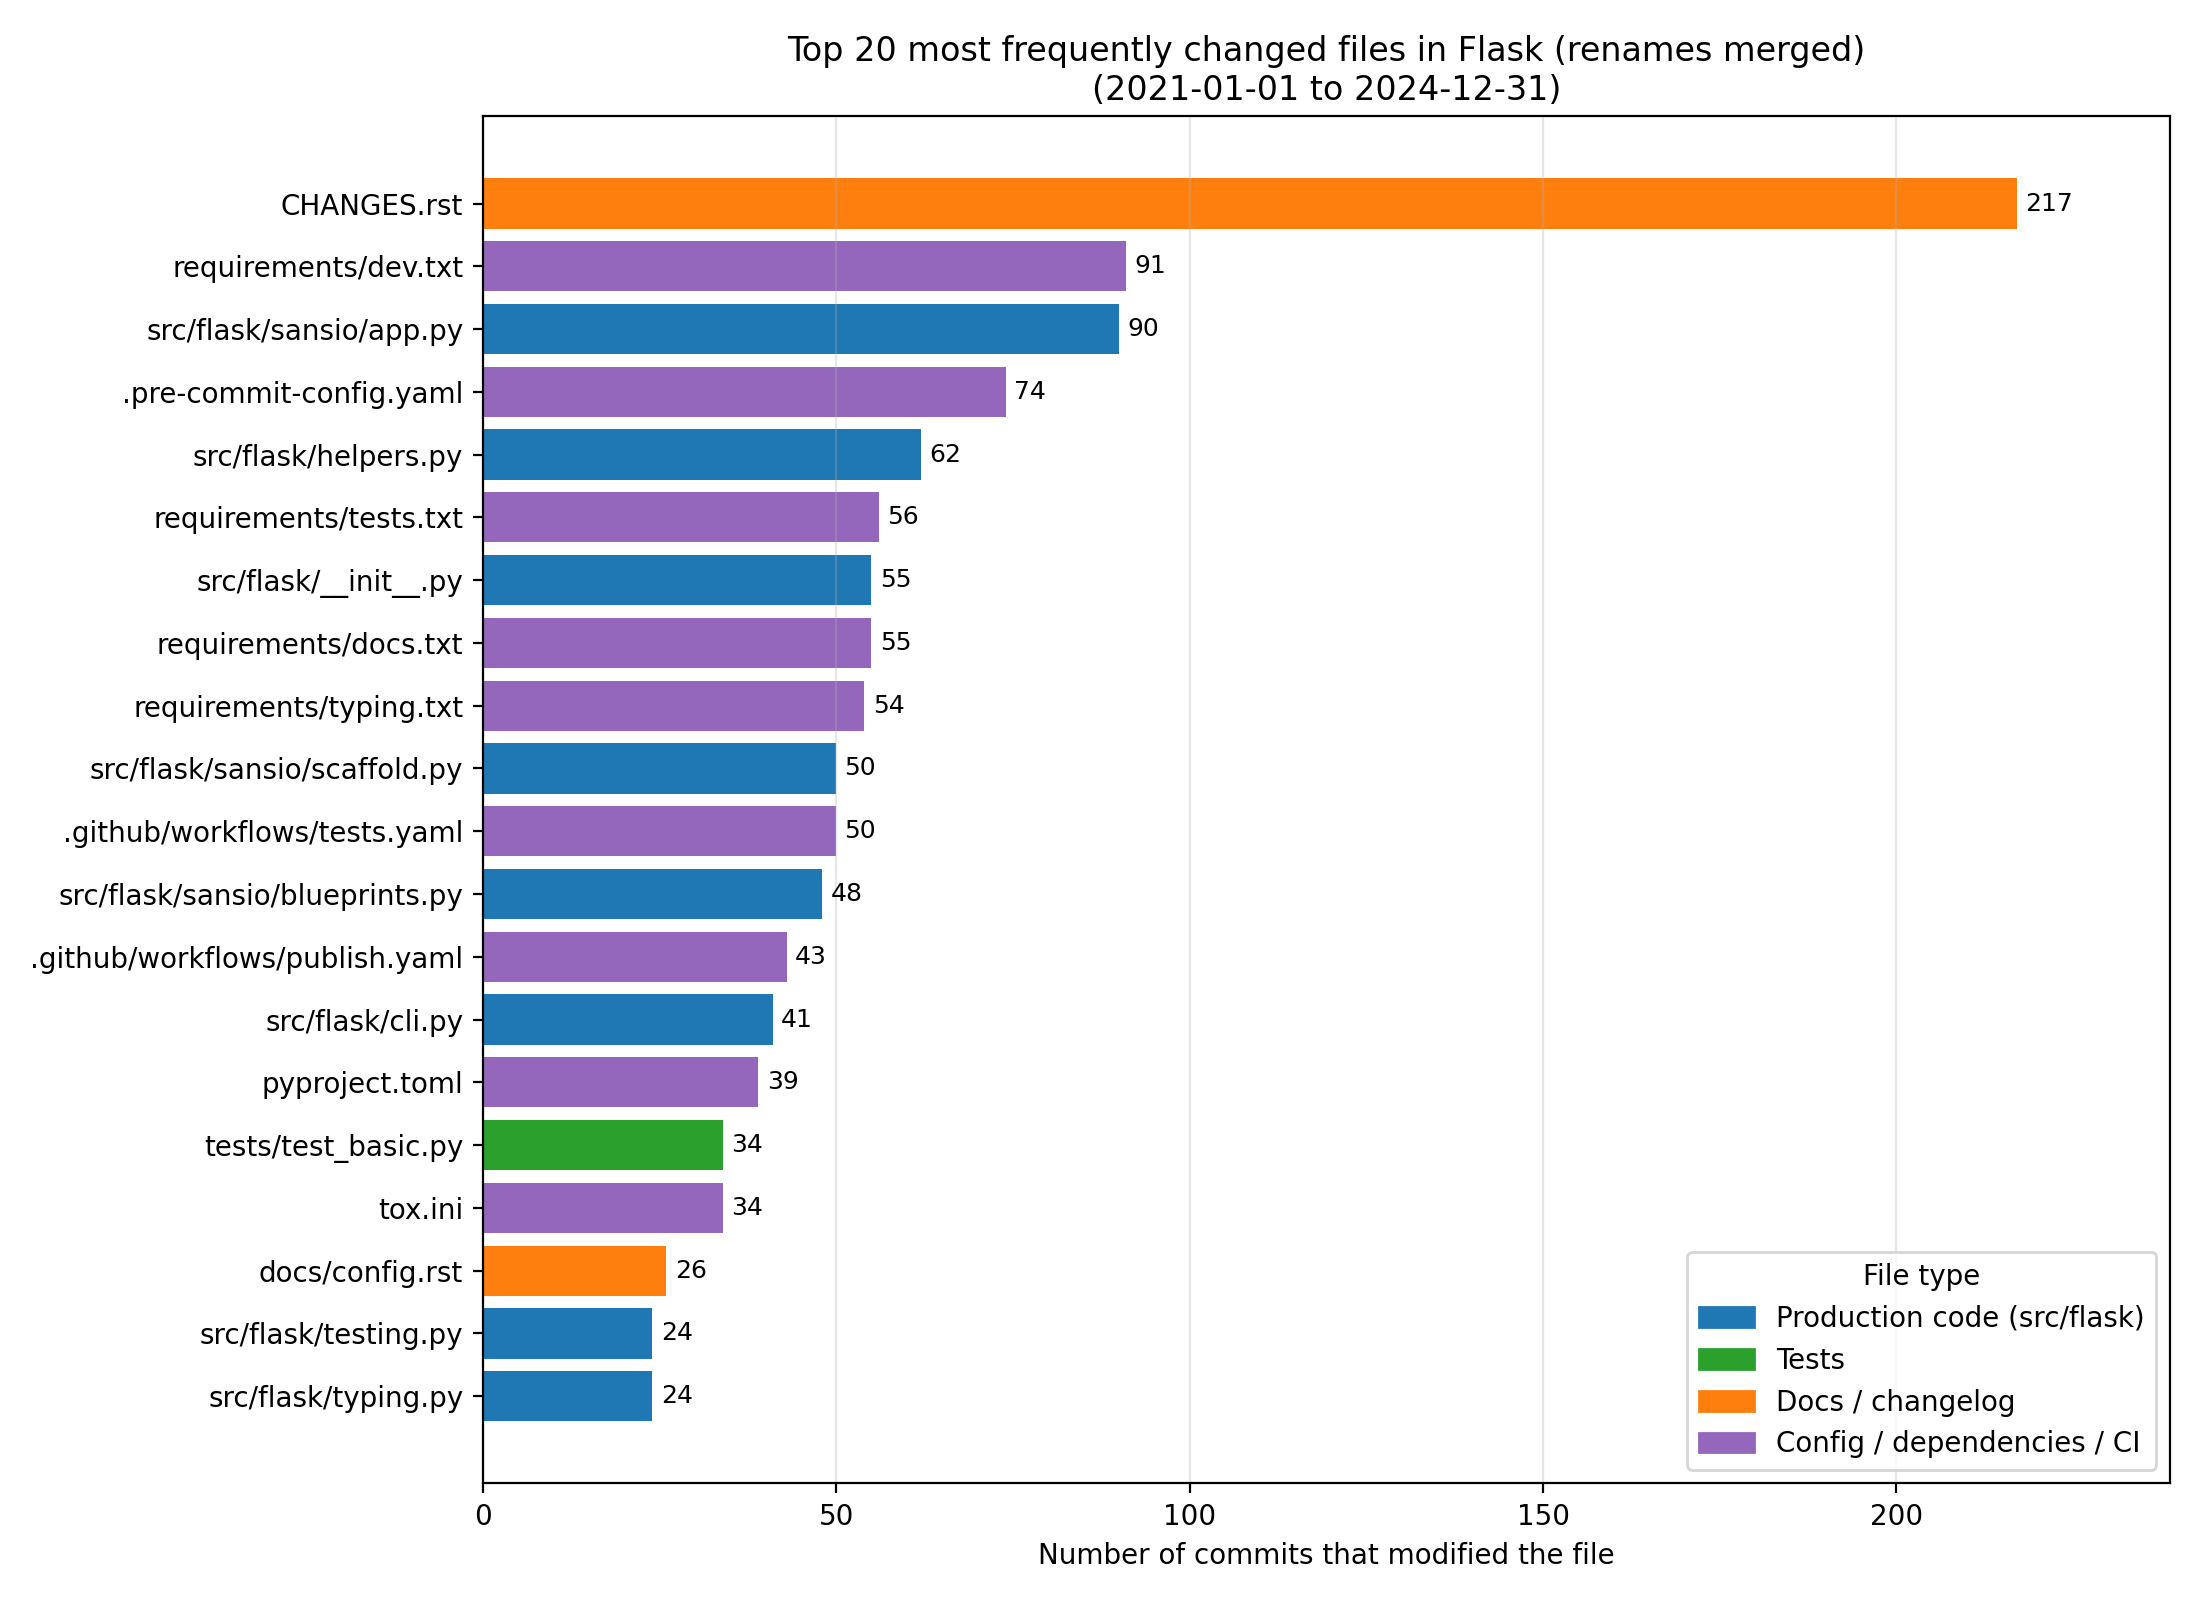 Top 20 most frequently changed files in Flask (renames merged)
(2021-01-01 to 2024-12-31)
CHANGES.rst 217
requirements/dev.txt 91
src/flask/sansio/app.py 90
.pre-commit-config.yaml 74
src/flask/helpers.py 62
requirements/tests.txt 56
src/flask/__init__.py 55
requirements/docs.txt 55
requirements/typing.txt 54
src/flask/sansio/scaffold.py 50
.github/workflows/tests.yaml 50
src/flask/sansio/blueprints.py 48
.github/workflows/publish.yaml 43
src/flask/cli.py 41
pyproject.toml 39
tests/test_basic.py 34
tox.ini 34
docs/config.rst 26
src/flask/testing.py 24
src/flask/typing.py 24
File type
Production code (src/flask)
Tests
Docs / changelog
Config / dependencies / CI
0 50 100 150 200
Number of commits that modified the file